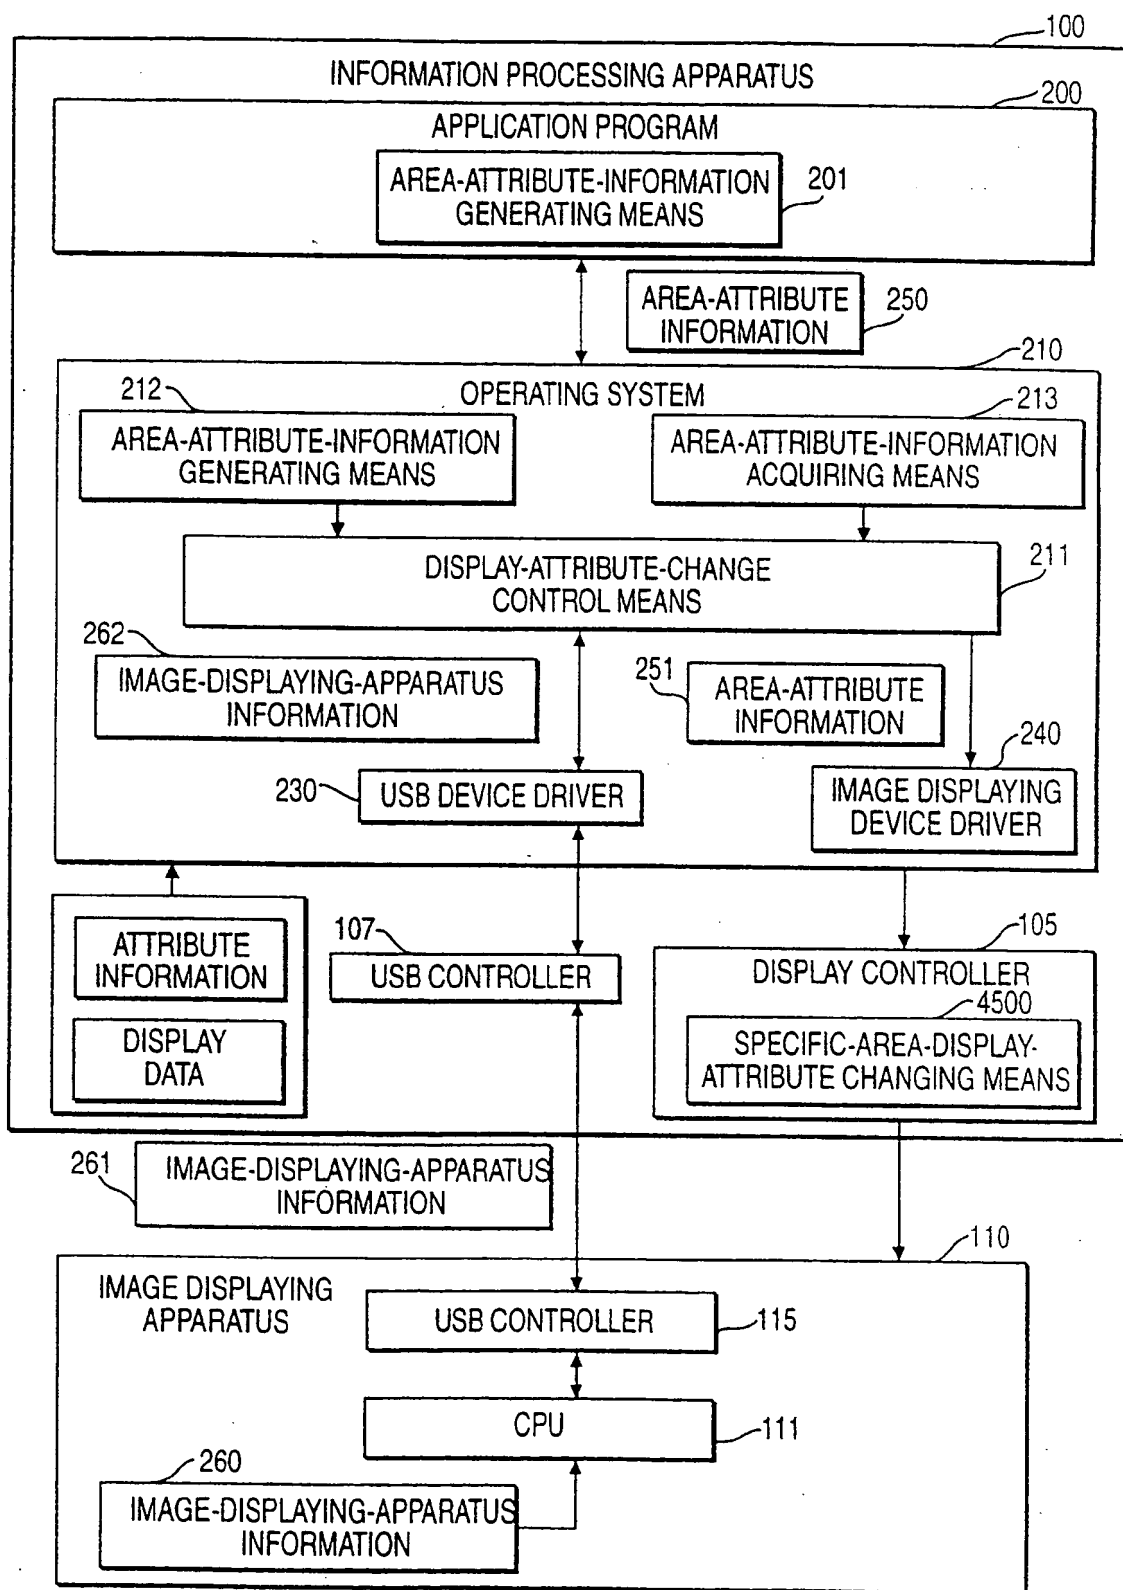 100
INFORMATION PROCESSING APPARATUS
200
APPLICATION PROGRAM
AREA-ATTRIBUTE-INFORMATION
GENERATING MEANS
201
AREA-ATTRIBUTE
INFORMATION
250
210
OPERATING SYSTEM
212
213
AREA-ATTRIBUTE-INFORMATION
GENERATING MEANS
AREA-ATTRIBUTE-INFORMATION
ACQUIRING MEANS
DISPLAY-ATTRIBUTE-CHANGE
CONTROL MEANS
211
262
IMAGE-DISPLAYING-APPARATUS
INFORMATION
251
AREA-ATTRIBUTE
INFORMATION
240
230
USB DEVICE DRIVER
IMAGE DISPLAYING
DEVICE DRIVER
ATTRIBUTE
INFORMATION
DISPLAY
DATA
107
USB CONTROLLER
105
DISPLAY CONTROLLER
4500
SPECIFIC-AREA-DISPLAY-
ATTRIBUTE CHANGING MEANS
261
IMAGE-DISPLAYING-APPARATUS
INFORMATION
110
IMAGE DISPLAYING
APPARATUS
USB CONTROLLER
115
CPU
111
260
IMAGE-DISPLAYING-APPARATUS
INFORMATION